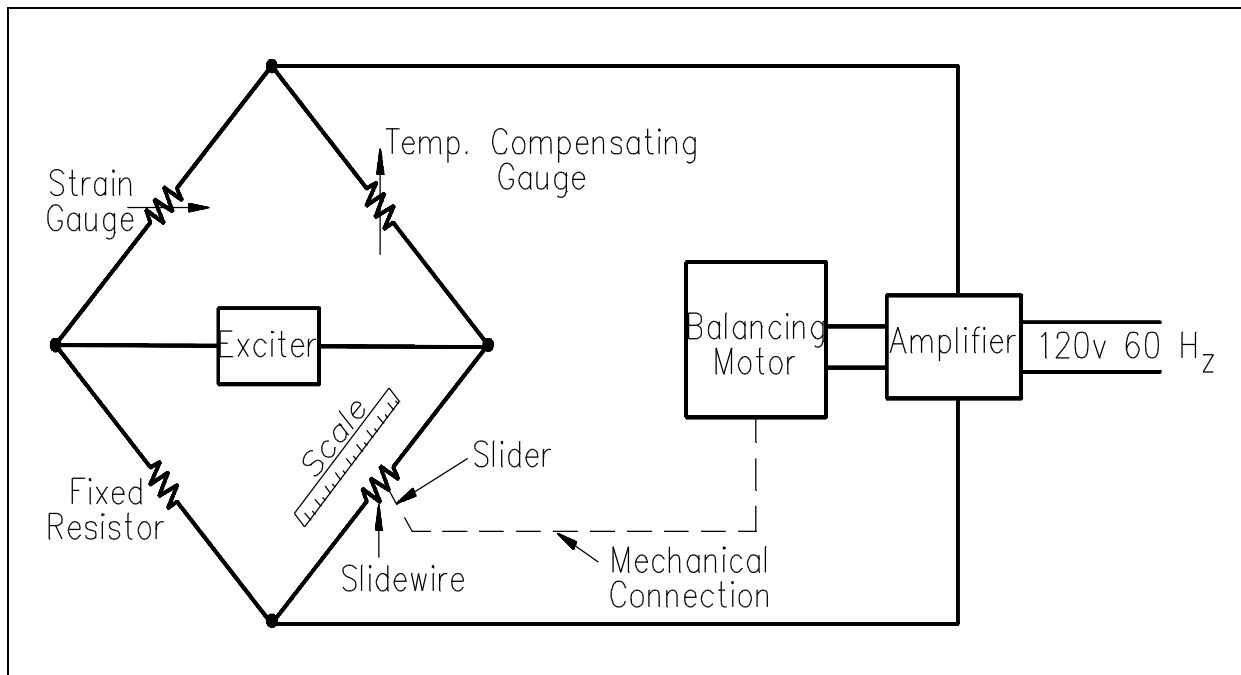 Temp. Compensating
Gauge
Strain
Gauge
Exciter
Balancing
Motor
Amplifier
120v 60 Hz
Scale
Slider
Fixed
Resistor
Slidewire
Mechanical
Connection